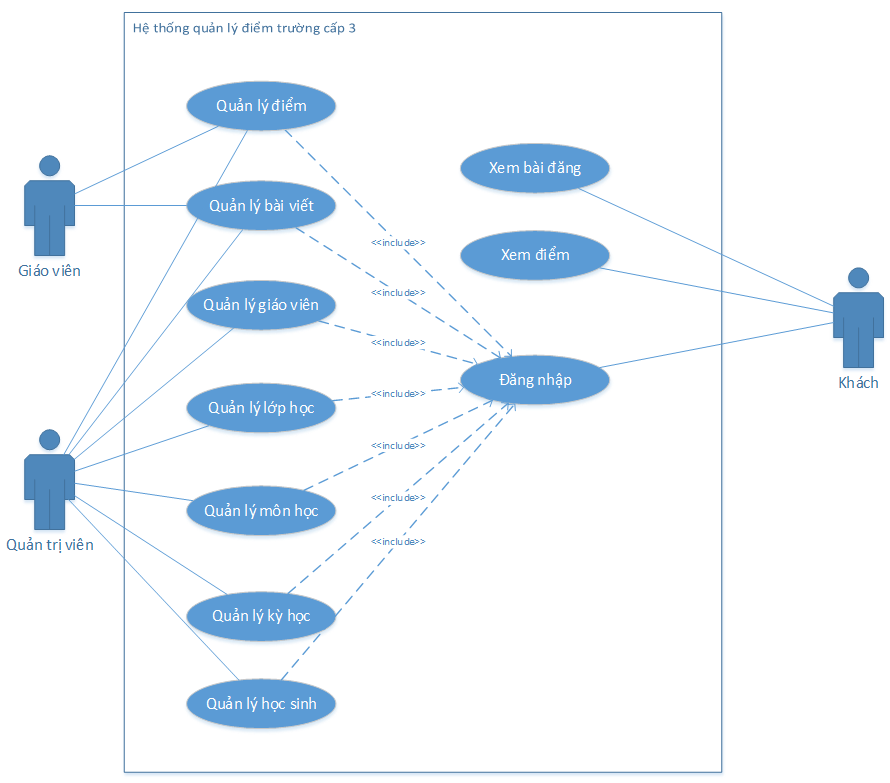 Hệ thống quản lý điểm trường cấp 3
Quản lý điểm
Xem bài đăng
Quản lý bài viết
Giáo viên
<<include>>
Xem điểm
<<include>>
Quản lý giáo viên
<<include>>
Đăng nhập
Khách
<<include>>
Quản lý lớp học
<<include>>
Quản lý môn học
<<include>>
Quản trị viên
<<include>>
Quản lý kỳ học
Quản lý học sinh